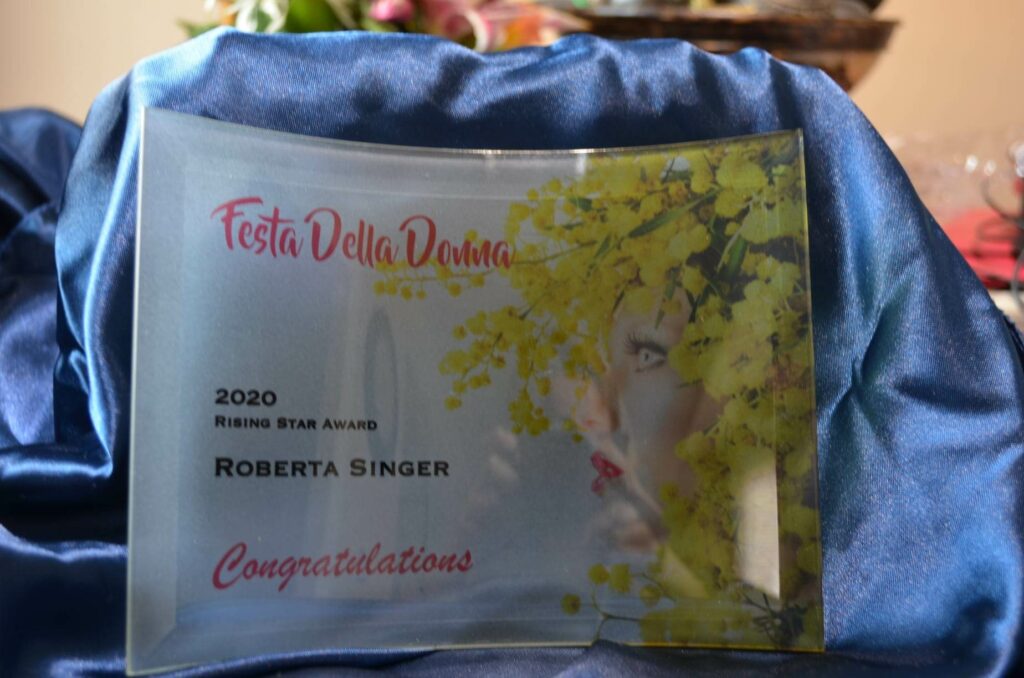 Festa Della Donna
2020
Rising Star Award
Roberta Singer
Congratulations